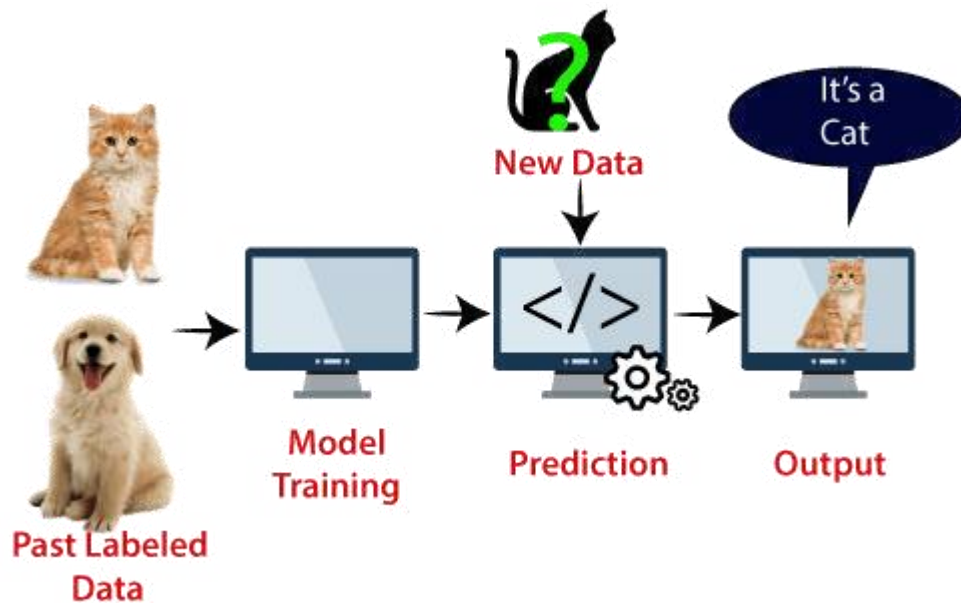 ?
New Data
It's a
Cat
</>
Model
Training
Prediction
Output
Past Labeled
Data